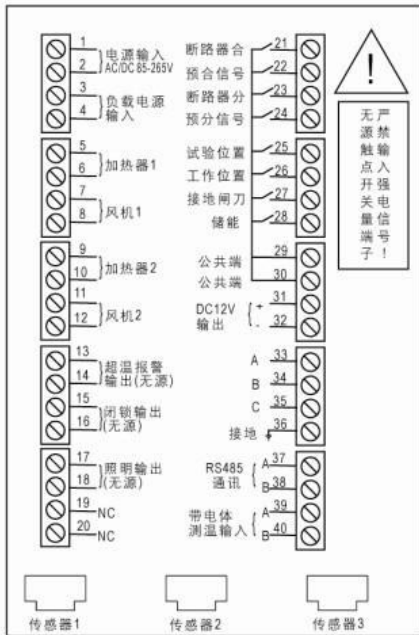 1
2
电源输入
AC/DC 85-265V
3
4
负载电源
输入
5
6
加热器1
7
8
风机1
9
10
加热器2
11
12
风机2
13
14
超温报警
输出(无源)
15
16
闭锁输出
(无源)
17
18
照明输出
(无源)
19 NC
20 NC
断路器合 21
预合信号 22
断路器分 23
预分信号 24
试验位置 25
工作位置 26
接地闸刀 27
储能 28
公共端 29
公共端 30
DC12V
输出
+ 31
- 32
A 33
B 34
C 35
接地 36
RS485
通讯
A 37
B 38
带电体
测温输入
A 39
B 40
!
无源触点开关量端子
严禁输入强电信号!
传感器1
传感器2
传感器3